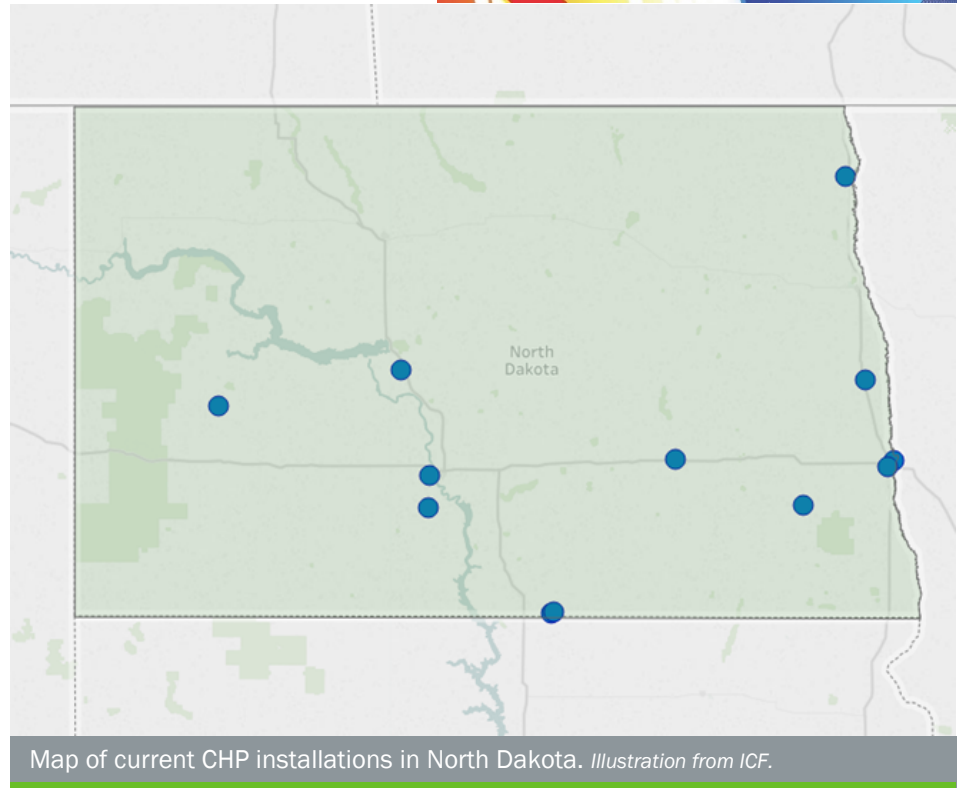 North
Dakota
Map of current CHP installations in North Dakota. Illustration from ICF.